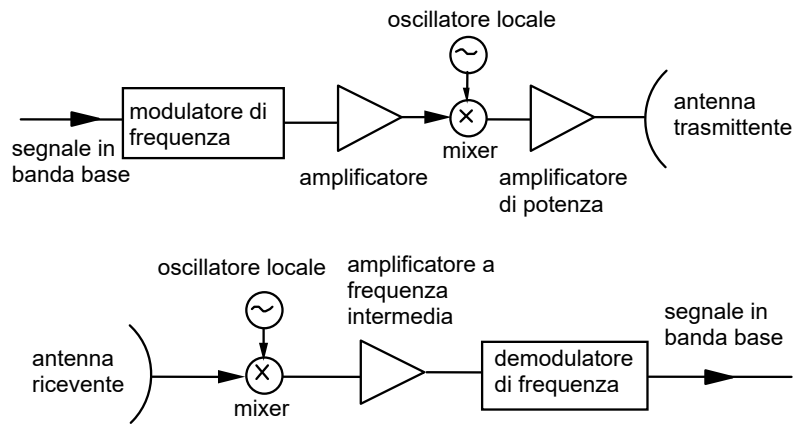 oscillatore locale
modulatore di
frequenza
segnale in
banda base
amplificatore
mixer
amplificatore
di potenza
antenna
trasmittente
oscillatore locale
amplificatore a
frequenza
intermedia
antenna
ricevente
mixer
demodulatore
di frequenza
segnale in
banda base